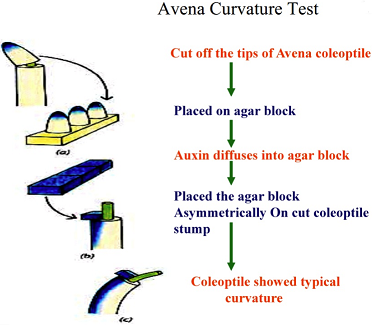 Avena Curvature Test
Cut off the tips of Avena coleoptile
Placed on agar block
(a)
Auxin diffuses into agar block
Placed the agar block
Asymmetrically On cut coleoptile
stump
(b)
Coleoptile showed typical
curvature
(c)